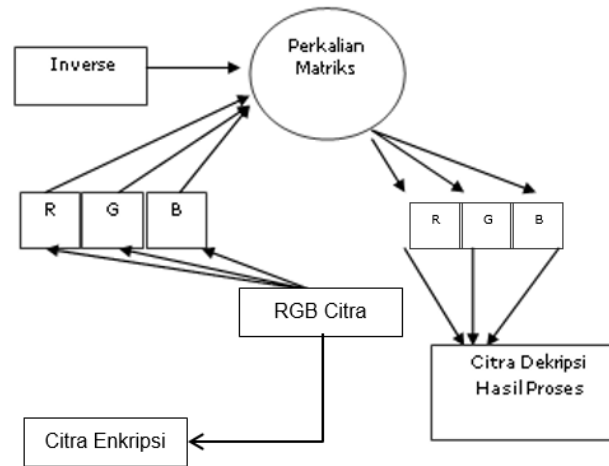 Perkalian
Matriks
Inverse
R G B
R G B
RGB Citra
Citra Dekripsi
Hasil Proses
Citra Enkripsi